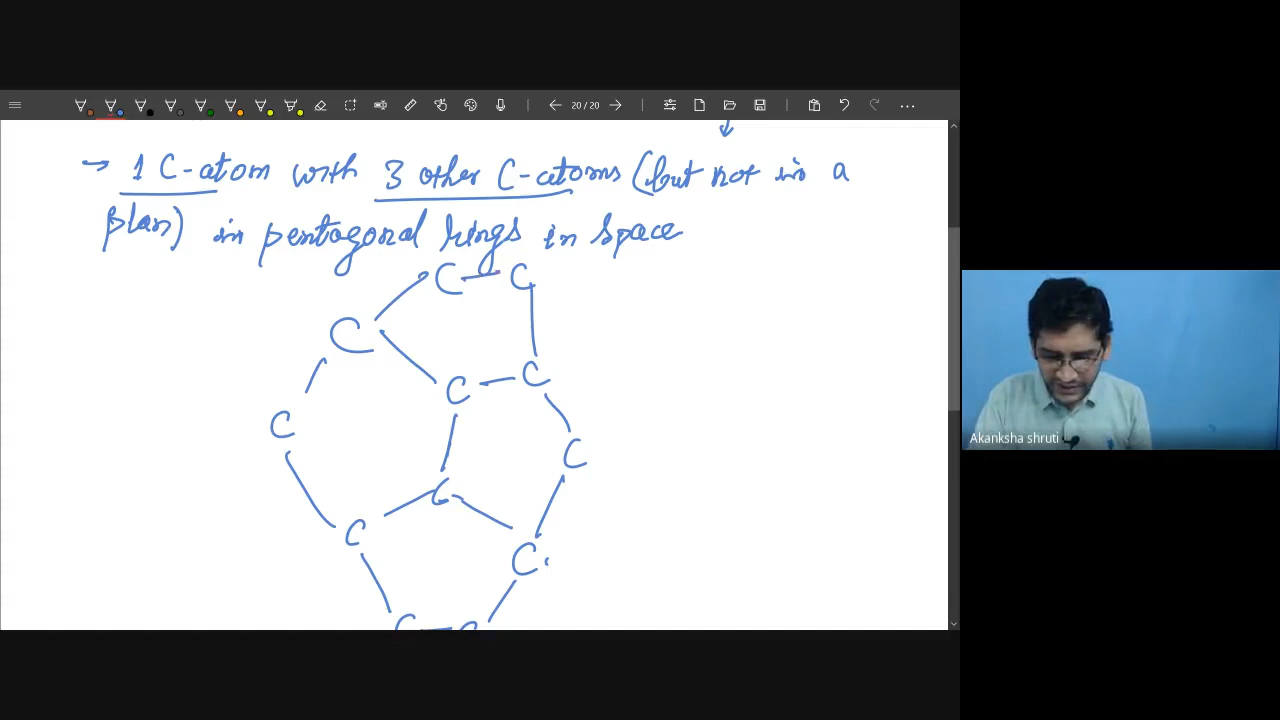 20 / 20
→ 1 C-atom with 3 other C-atoms (but not in a
plan) in pentagonal rings in space
C - C
C
C - C
C
C
C
C
C
C - C
Akanksha shruti